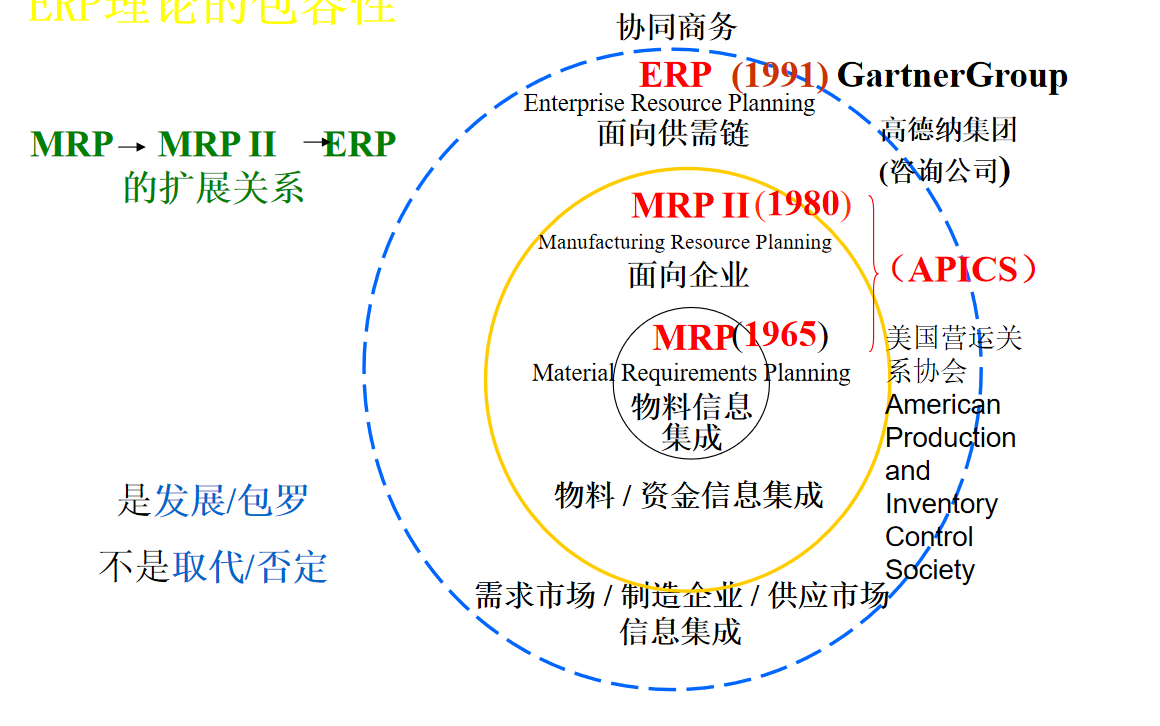 ERP理论的包容性
协同商务
ERP (1991) GartnerGroup
Enterprise Resource Planning
面向供需链
高德纳集团
(咨询公司)
MRP→ MRP II →ERP
的扩展关系
MRP II (1980)
Manufacturing Resource Planning
面向企业
(APICS)
MRP(1965)
Material Requirements Planning
物料信息
集成
美国营运关
系协会
American
Production
and
Inventory
Control
Society
物料 / 资金信息集成
是发展/包罗
不是取代/否定
需求市场 / 制造企业 / 供应市场
信息集成